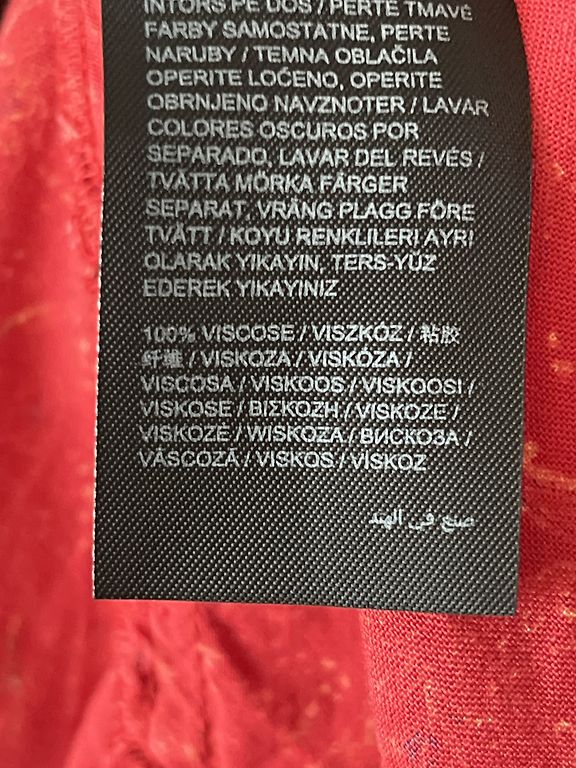 INTORS PE DOS / PERTE TMAVÉ
FARBY SAMOSTATNE, PERTE
NARUBY / TEMNA OBLAČILA
OPERITE LOČENO, OPERITE
OBRNJENO NAVZNOTER / LAVAR
COLORES OSCUROS POR
SEPARADO, LAVAR DEL REVÉS /
TVÄTTA MÖRKA FÄRGER
SEPARAT, VRÄNG PLAGG FÖRE
TVÄTT / KOYU RENKLİLERİ AYRI
OLARAK YIKAYIN, TERS-YÜZ
EDEREK YIKAYINIZ
100% VISCOSE / VISZKÓZ / 粘胶
纤维 / VISKOZA / VISKÓZA /
VISCOSA / VISKOOS / VISKOOSI /
VISKOSE / ΒΙΣΚΟΖΗ / VISKOZE /
VISKOZE / WISKOZA / ВИСКОЗА /
VÂSCOZĂ / VISKOS / VİSKOZ
صنع في الهند